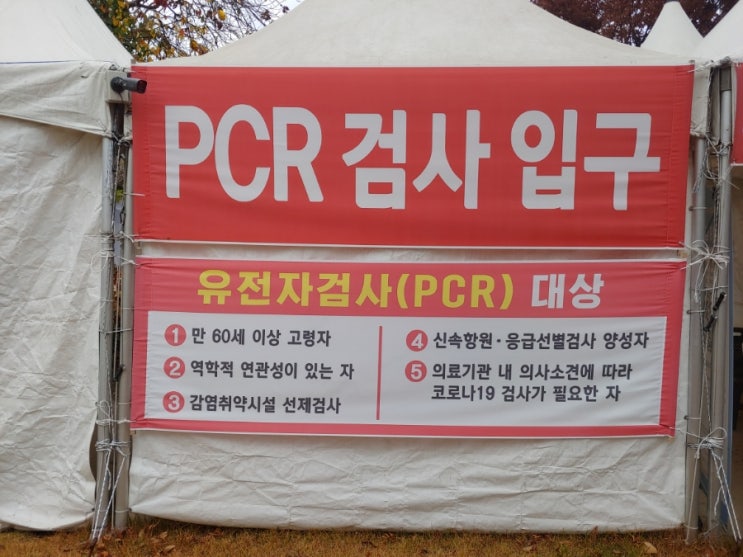 PCR 검사 입구
유전자검사(PCR) 대상
1 만 60세 이상 고령자
2 역학적 연관성이 있는 자
3 감염취약시설 선제검사
4 신속항원·응급선별검사 양성자
5 의료기관 내 의사소견에 따라
코로나19 검사가 필요한 자